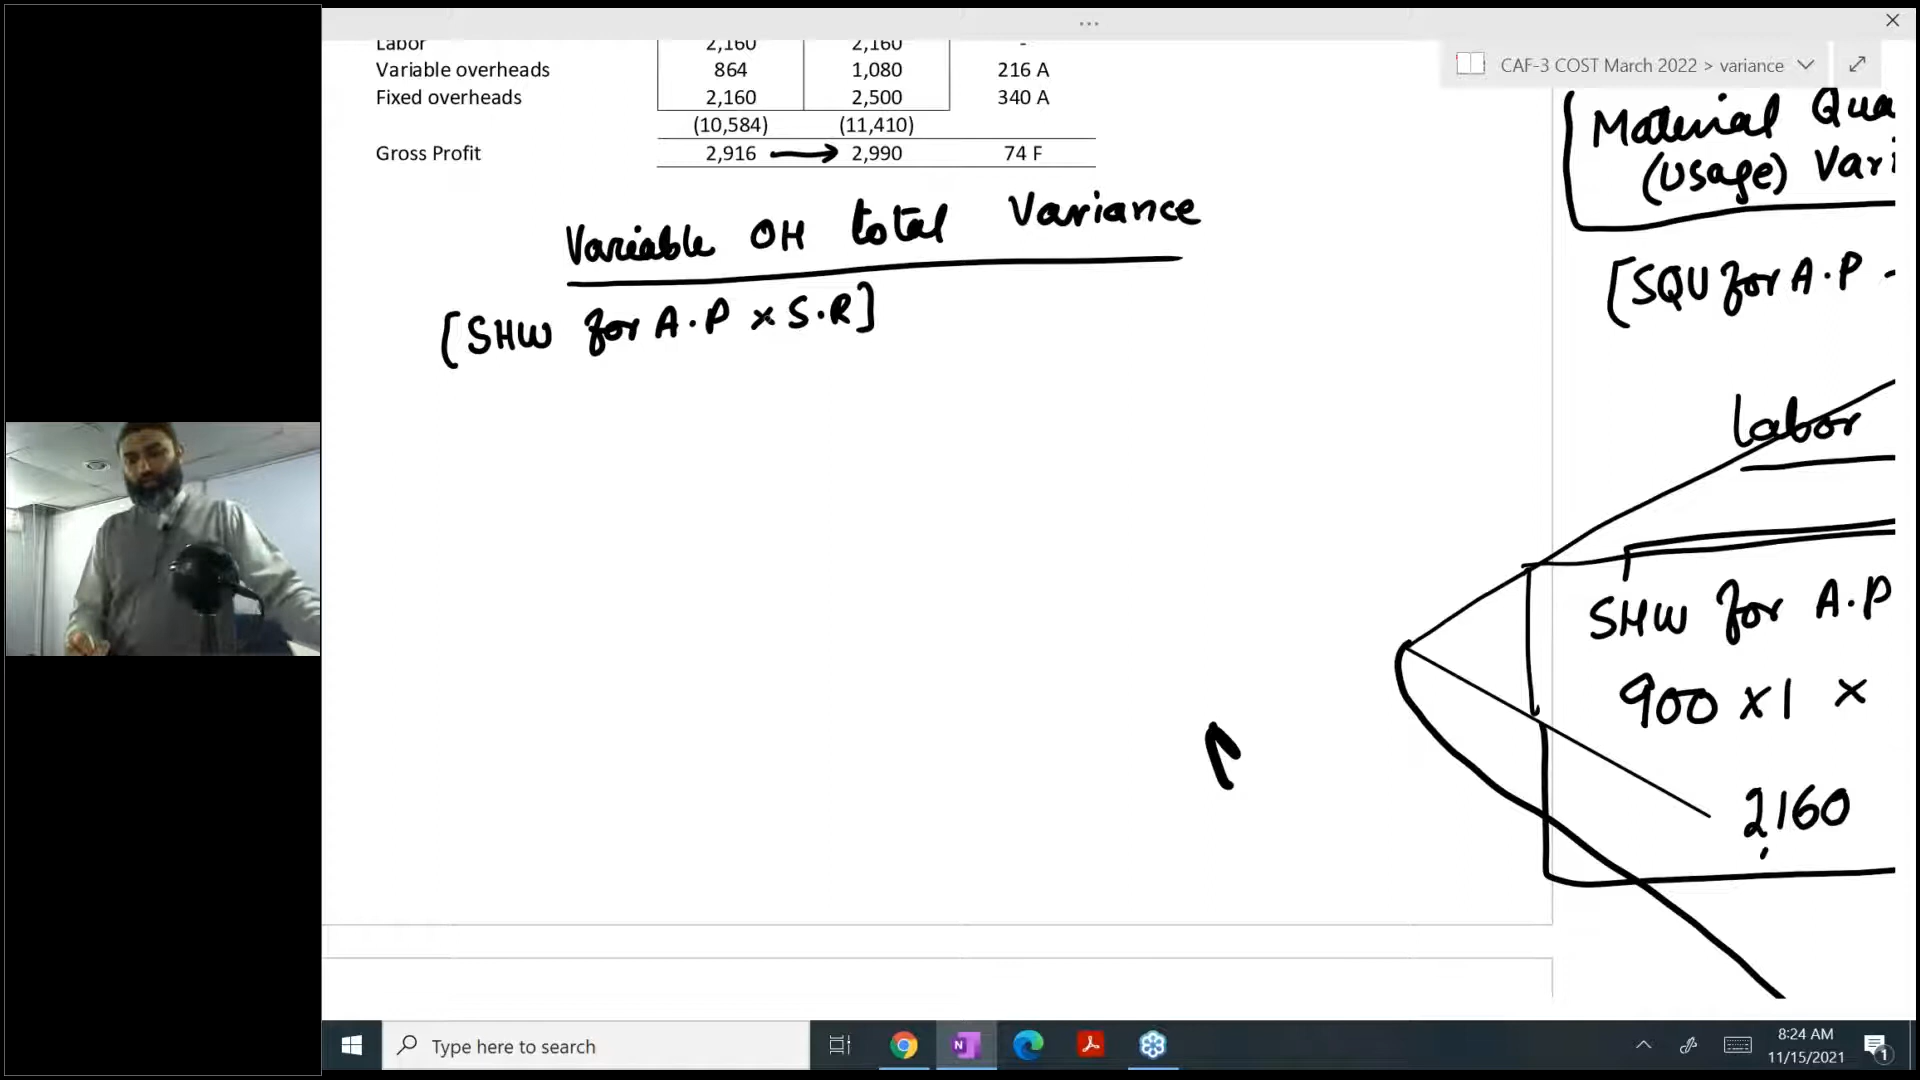 Labor 2,160 2,160 -
Variable overheads 864 1,080 216 A
Fixed overheads 2,160 2,500 340 A
(10,584) (11,410)
Gross Profit 2,916 2,990 74 F
CAF-3 COST March 2022 > variance
Variable OH total Variance
[SHW for A.P x S.R]
Material Qua
(Usage) Vari
[SQU for A.P -
Labor
SHW for A.P
900 x 1 x
2160
Type here to search
8:24 AM
11/15/2021
1